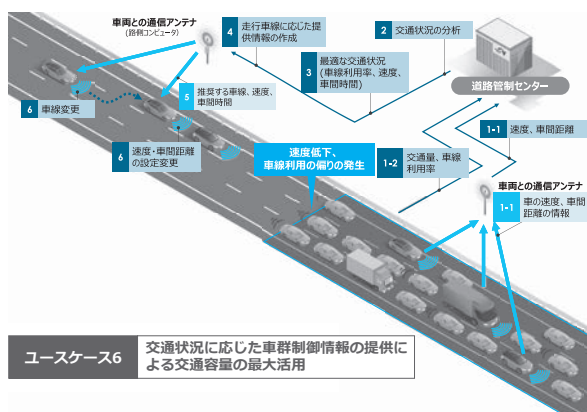 車両との通信アンテナ
(路側コンピュータ)
4 走行車線に応じた提
供情報の作成
2 交通状況の分析
3 最適な交通状況
(車線利用率、速度、
車間時間)
道路管制センター
5 推奨する車線、速度、
車間時間
6 車線変更
6 速度・車間距離
の設定変更
速度低下、
車線利用の偏りの発生
1-1 速度、車間距離
1-2 交通量、車線
利用率
車両との通信アンテナ
1-1 車の速度、車間
距離の情報
ユースケース6
交通状況に応じた車群制御情報の提供に
よる交通容量の最大活用